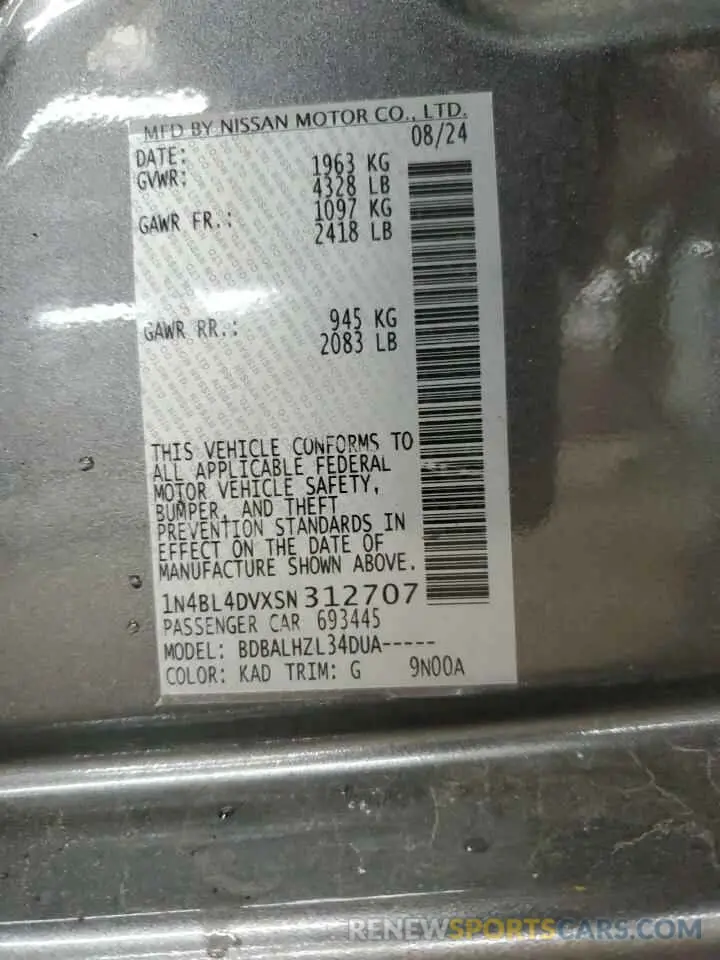 MFD BY NISSAN MOTOR CO., LTD.
DATE: 08/24
GVWR: 1963 KG
4328 LB
GAWR FR.: 1097 KG
2418 LB
GAWR RR.: 945 KG
2083 LB
THIS VEHICLE CONFORMS TO
ALL APPLICABLE FEDERAL
MOTOR VEHICLE SAFETY,
BUMPER, AND THEFT
PREVENTION STANDARDS IN
EFFECT ON THE DATE OF
MANUFACTURE SHOWN ABOVE.
1N4BL4DVXSN312707
PASSENGER CAR 693445
MODEL: BDBALHZL34DUA-----
COLOR: KAD TRIM: G 9N00A
RENEWSPORTSCARS.COM